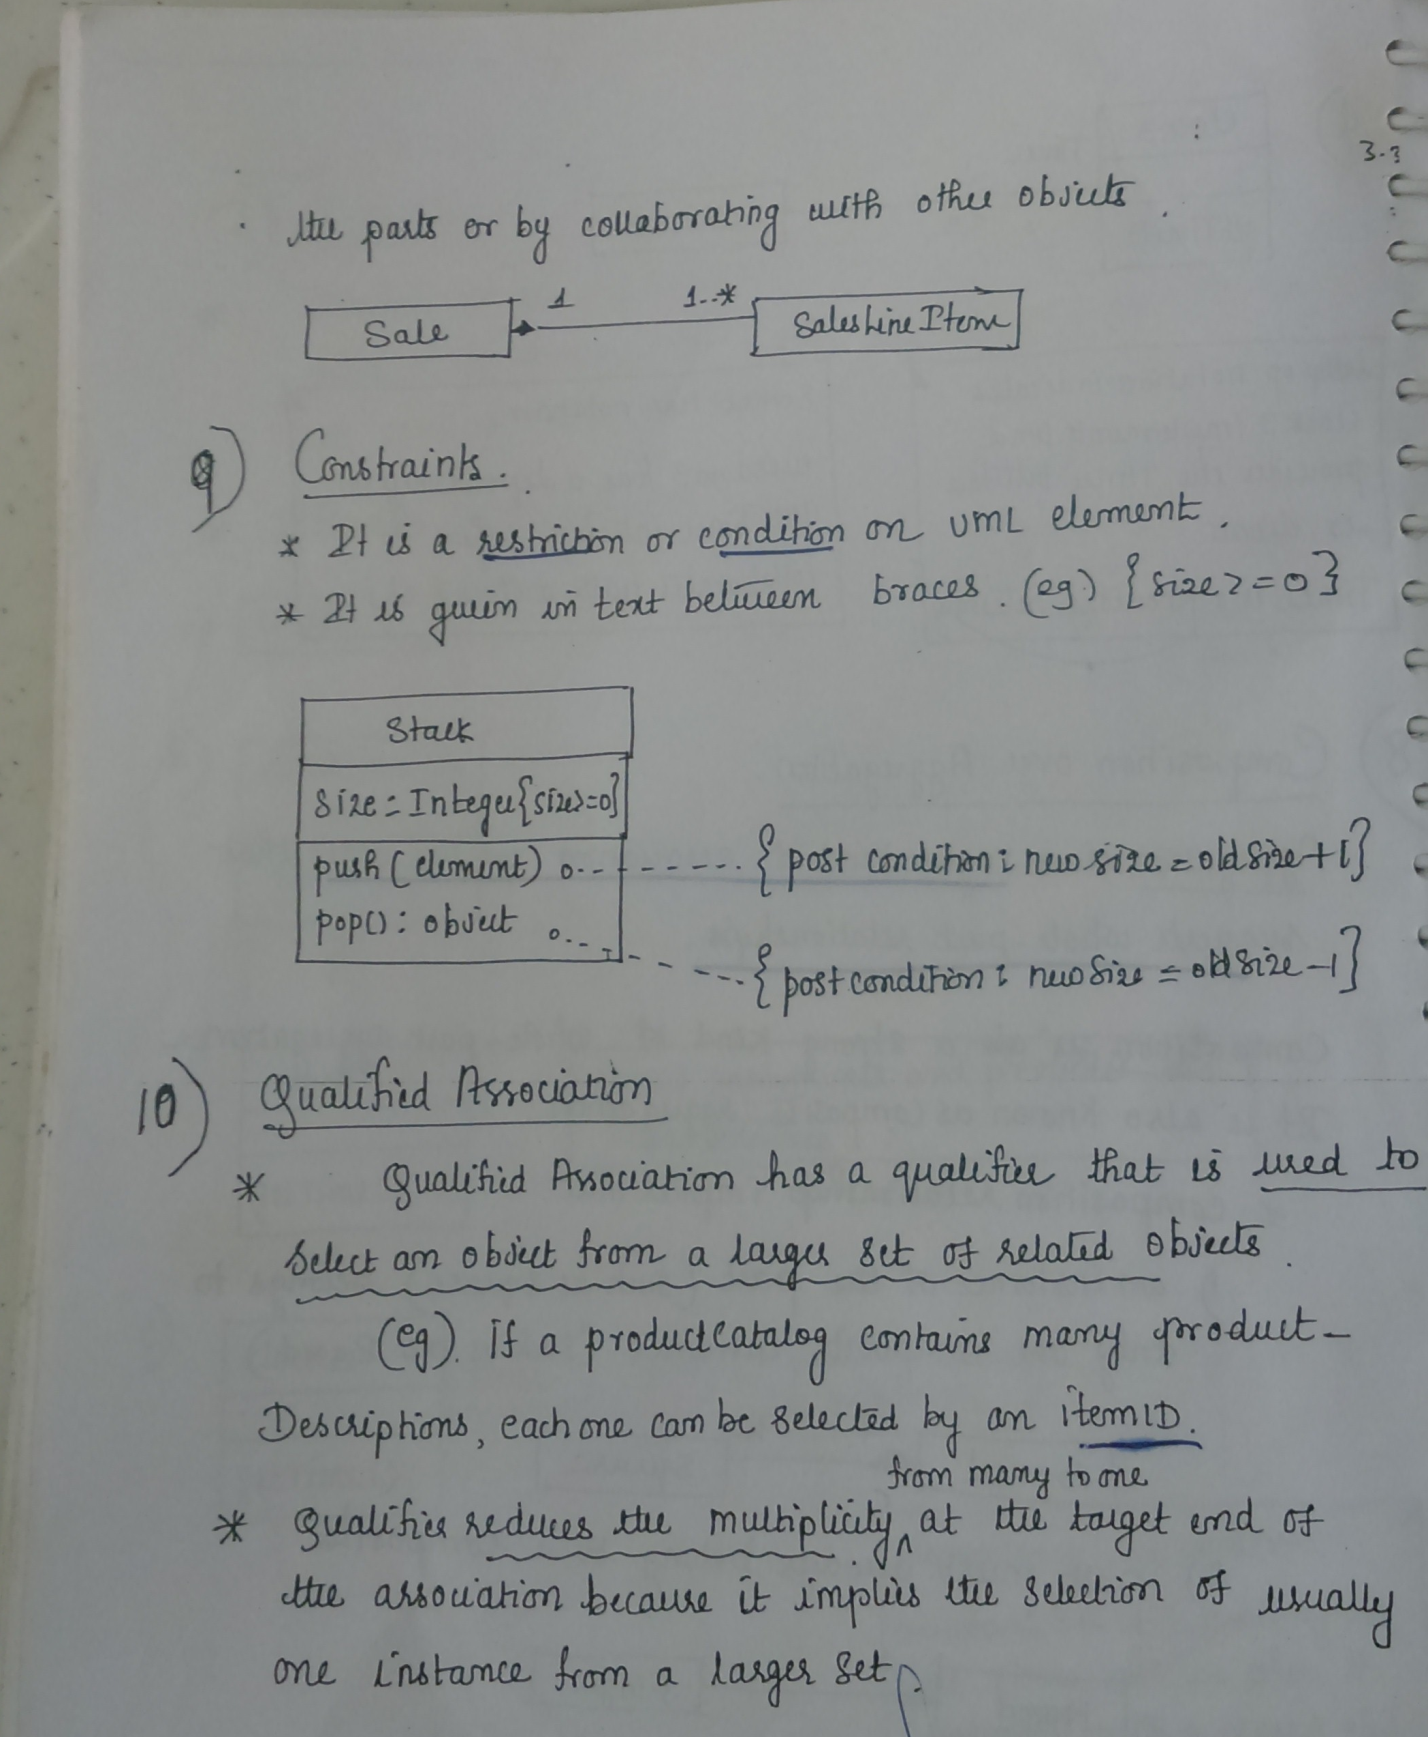 3.3
the parts or by collaborating with other objects.
Sale 1 1..* SalesLineItem
9) Constraints.
* It is a restriction or condition on UML element.
* It is given in text between braces. (eg) {size>=0}
Stack
size = Integer{size>=0}
push(element) {post condition: new size = old size+1}
pop(): object {post condition: new size = old size-1}
10) Qualified Association
* Qualified Association has a qualifier that is used to
select an object from a larger set of related objects.
(eg). If a productcatalog contains many product-
Descriptions, each one can be selected by an itemID.
from many to one
* Qualifier reduces the multiplicity ^ at the target end of
the association because it implies the selection of usually
one instance from a larger set